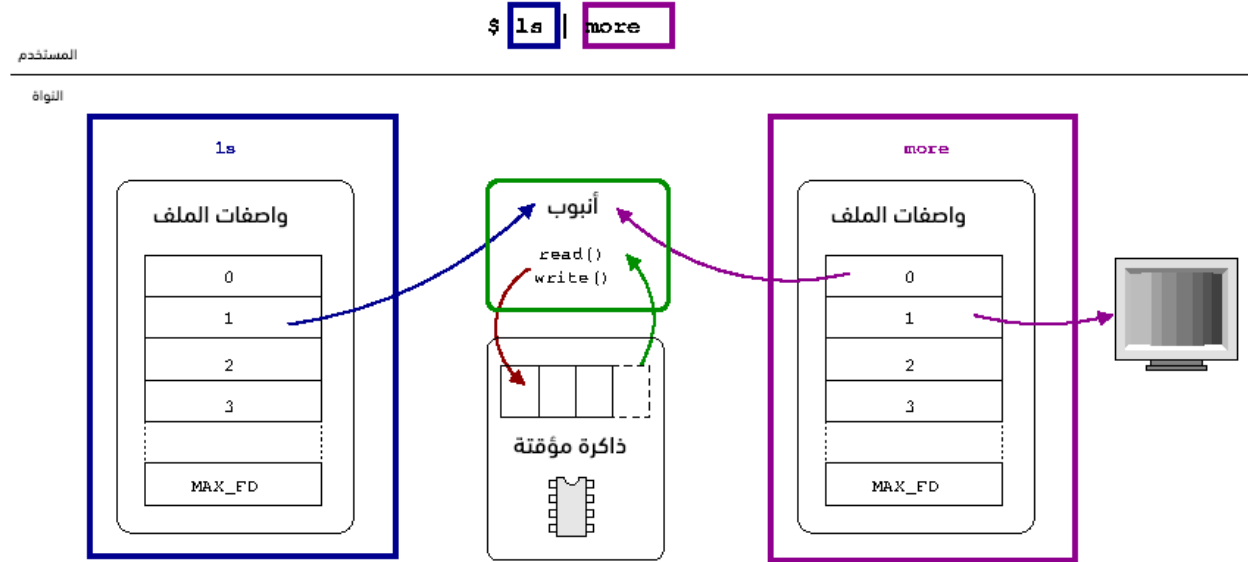 $ ls | more
المستخدم
النواة
ls
واصفات الملف
0
1
2
3
MAX_FD
أنبوب
read()
write()
ذاكرة مؤقتة
more
واصفات الملف
0
1
2
3
MAX_FD